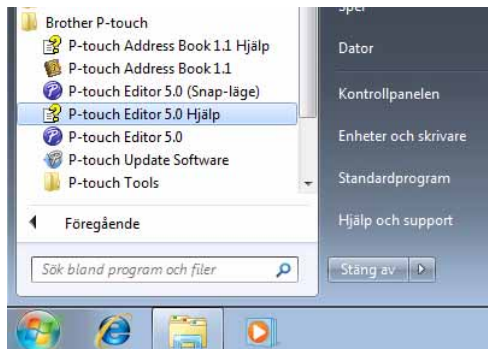 Brother P-touch
P-touch Address Book 1.1 Hjälp
P-touch Address Book 1.1
P-touch Editor 5.0 (Snap-läge)
P-touch Editor 5.0 Hjälp
P-touch Editor 5.0
P-touch Update Software
P-touch Tools
Föregående
Sök bland program och filer
Spel
Dator
Kontrollpanelen
Enheter och skrivare
Standardprogram
Hjälp och support
Stäng av